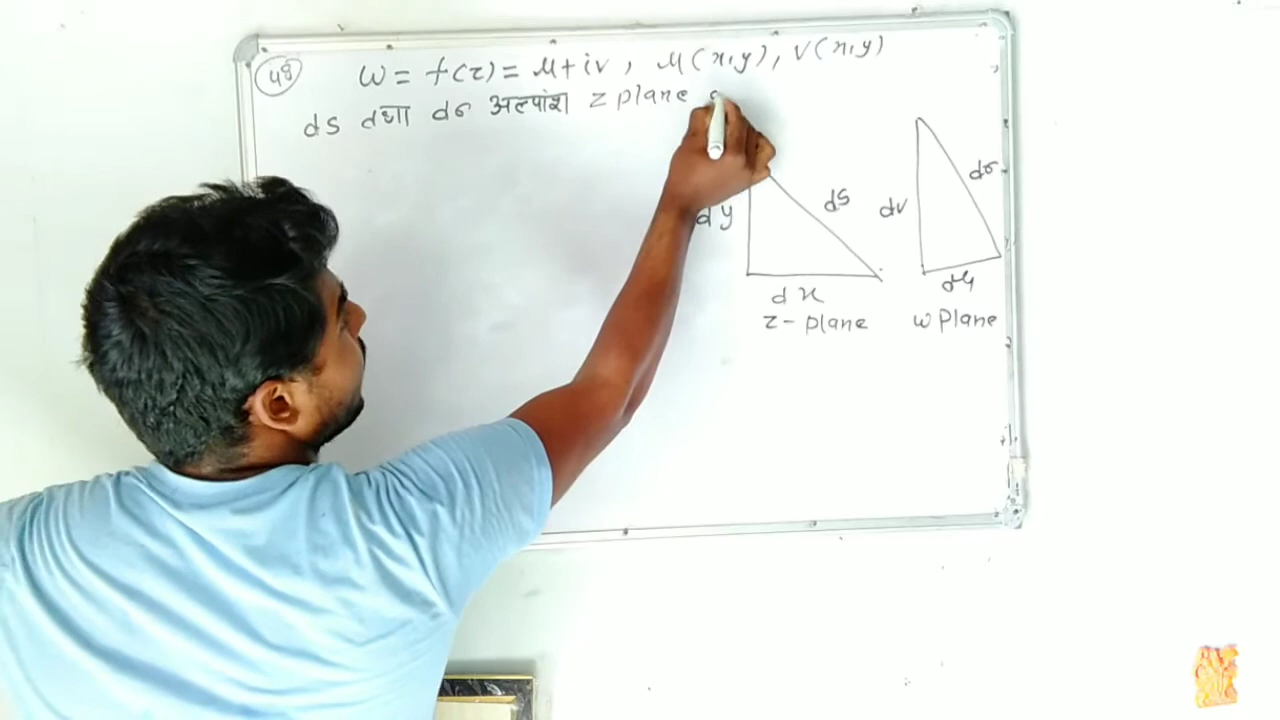 48 w = f(z) = u + iv , u(x,y), v(x,y)
ds तथा dσ अल्पांश z plane
dy
ds
dx
z - plane
dv
dσ
du
w plane